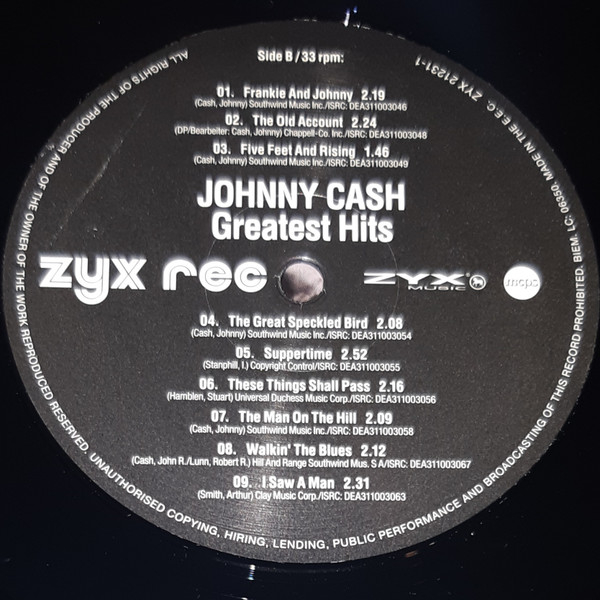 Side B / 33 rpm:
01. Frankie And Johnny 2.19
(Cash, Johnny) Southwind Music Inc./ISRC: DEA311003046
02. The Old Account 2.24
(DP/Bearbeiter: Cash, Johnny) Chappell+Co. Inc./ISRC: DEA311003048
03. Five Feet And Rising 1.46
(Cash, Johnny) Southwind Music Inc./ISRC: DEA311003049
JOHNNY CASH
Greatest Hits
zyx rec
ZYX®
MUSIC
mcps
04. The Great Speckled Bird 2.08
(Cash, Johnny) Southwind Music Inc./ISRC: DEA311003054
05. Suppertime 2.52
(Stanphill, I.) Copyright Control/ISRC: DEA311003055
06. These Things Shall Pass 2.16
(Hamblen, Stuart) Universal Duchess Music Corp./ISRC: DEA311003056
07. The Man On The Hill 2.09
(Cash, Johnny) Southwind Music Inc./ISRC: DEA311003058
08. Walkin' The Blues 2.12
(Cash, John R./Lunn, Robert R.) Hill And Range Southwind Mus. S A/ISRC: DEA311003067
09. I Saw A Man 2.31
(Smith, Arthur) Clay Music Corp./ISRC: DEA311003063
ALL RIGHTS OF THE PRODUCER AND OF THE OWNER OF THE WORK REPRODUCED RESERVED. UNAUTHORISED COPYING, HIRING, LENDING, PUBLIC PERFORMANCE AND BROADCASTING OF THIS RECORD PROHIBITED. BIEM. LC: 06350. MADE IN THE E.E.C. ZYX 21231-1